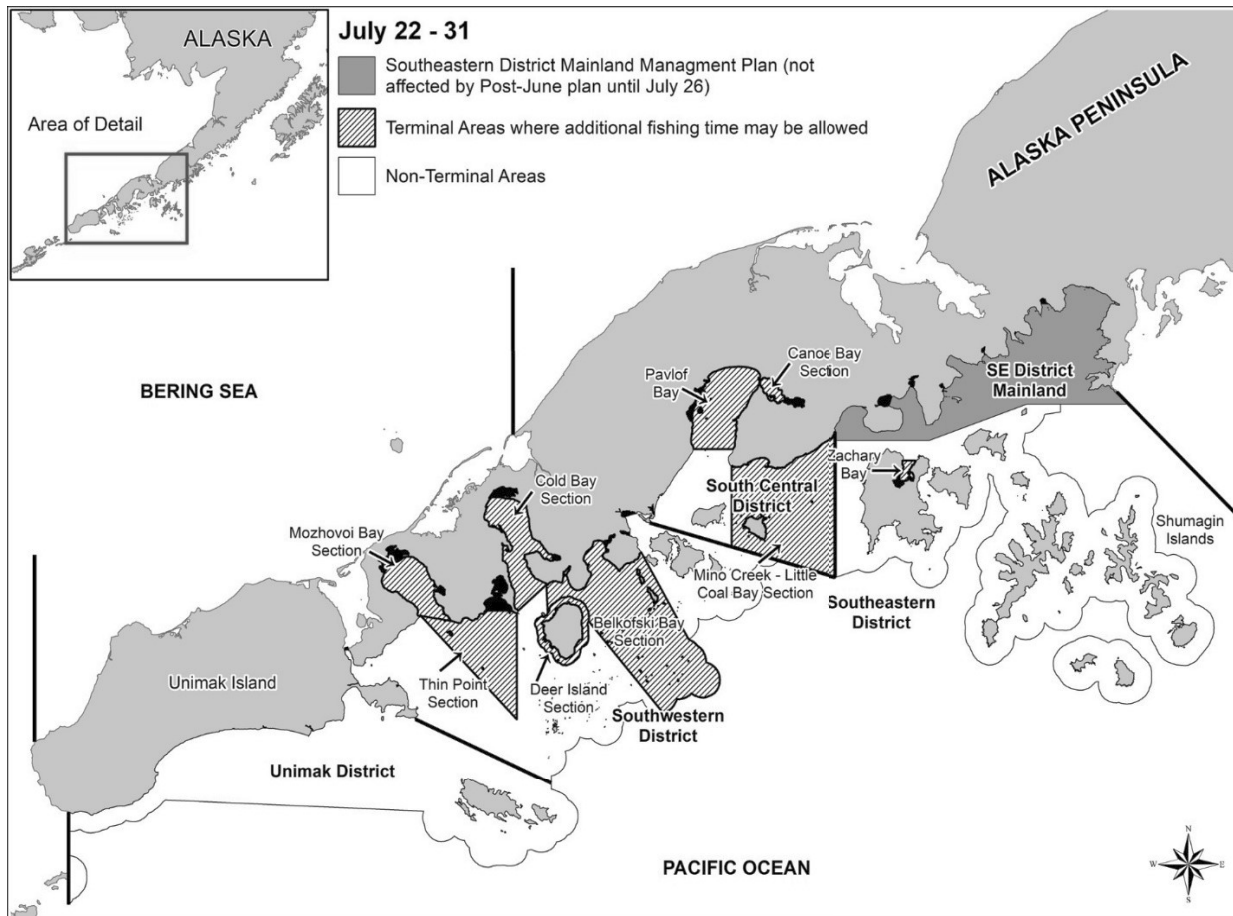 ALASKA
Area of Detail
July 22 - 31
Southeastern District Mainland Managment Plan (not
affected by Post-June plan until July 26)
Terminal Areas where additional fishing time may be allowed
Non-Terminal Areas
ALASKA PENINSULA
BERING SEA
Canoe Bay
Section
Pavlof
Bay
SE District
Mainland
Zachary
Bay
Cold Bay
Section
South Central
District
Mozhovoi Bay
Section
Shumagin
Islands
Mino Creek - Little
Coal Bay Section
Southeastern
District
Belkofski Bay
Section
Unimak Island
Thin Point
Section
Deer Island
Section
Southwestern
District
Unimak District
PACIFIC OCEAN
N
W
E
S